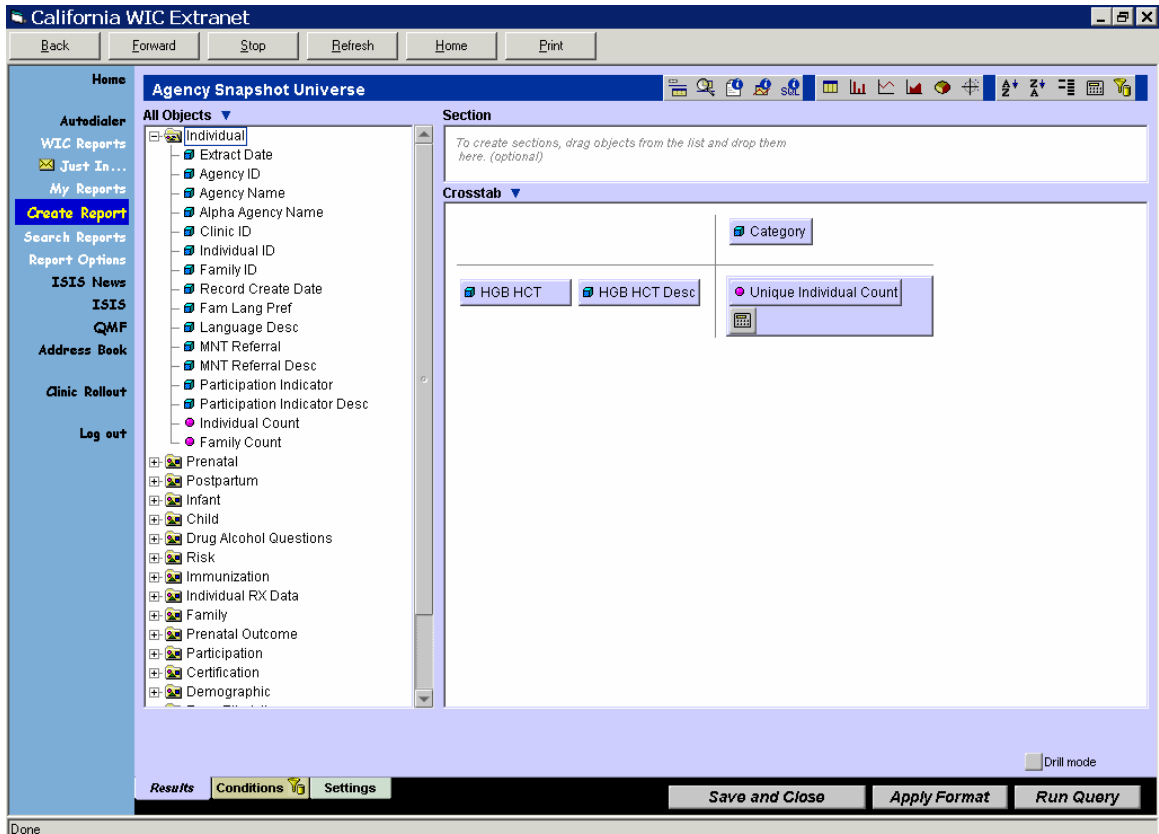 California WIC Extranet
Back Forward Stop Refresh Home Print
Home
Autodialer
WIC Reports
Just In...
My Reports
Create Report
Search Reports
Report Options
ISIS News
ISIS
QMF
Address Book
Clinic Rollout
Log out
Agency Snapshot Universe
SQL
All Objects
Individual
Extract Date
Agency ID
Agency Name
Alpha Agency Name
Clinic ID
Individual ID
Family ID
Record Create Date
Fam Lang Pref
Language Desc
MNT Referral
MNT Referral Desc
Participation Indicator
Participation Indicator Desc
Individual Count
Family Count
Prenatal
Postpartum
Infant
Child
Drug Alcohol Questions
Risk
Immunization
Individual RX Data
Family
Prenatal Outcome
Participation
Certification
Demographic
Section
To create sections, drag objects from the list and drop them
here. (optional)
Crosstab
Category
HGB HCT HGB HCT Desc Unique Individual Count
Drill mode
Results Conditions Settings
Save and Close Apply Format Run Query
Done